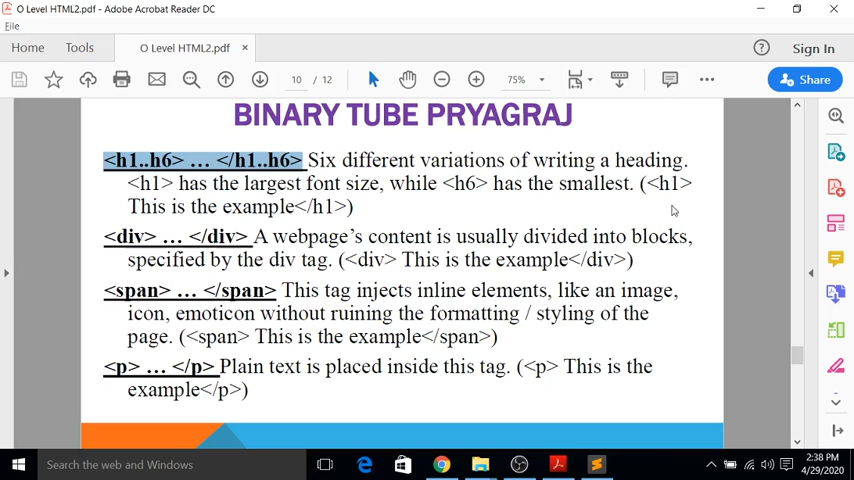 O Level HTML2.pdf - Adobe Acrobat Reader DC
File
Home Tools O Level HTML2.pdf × Sign In
10 / 12 75% Share
BINARY TUBE PRYAGRAJ
<h1..h6> ... </h1..h6> Six different variations of writing a heading.
<h1> has the largest font size, while <h6> has the smallest. (<h1>
This is the example</h1>)
<div> ... </div> A webpage's content is usually divided into blocks,
specified by the div tag. (<div> This is the example</div>)
<span> ... </span> This tag injects inline elements, like an image,
icon, emoticon without ruining the formatting / styling of the
page. (<span> This is the example</span>)
<p> ... </p> Plain text is placed inside this tag. (<p> This is the
example</p>)
Search the web and Windows
2:38 PM
4/29/2020